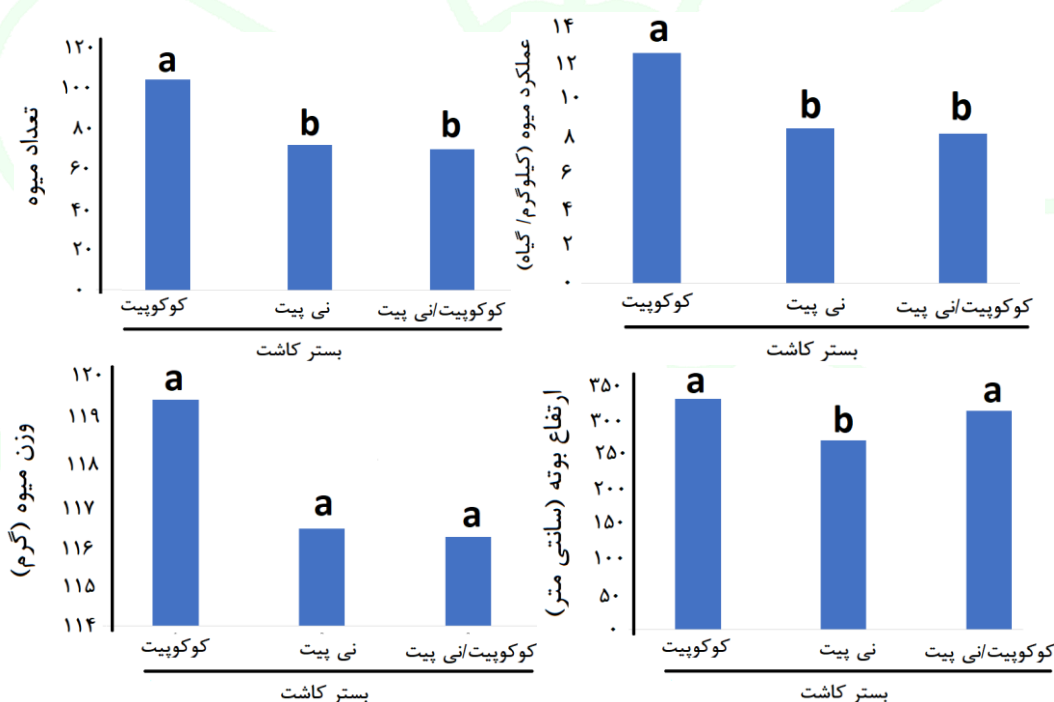 تعداد میوه
۱۲۰
۱۰۰
۸۰
۶۰
۴۰
۲۰
۰
a
b
b
کوکوپیت
نی پیت
کوکوپیت/نی پیت
بستر کاشت
عملکرد میوه (کیلوگرم/ گیاه)
۱۴
۱۲
۱۰
۸
۶
۴
۲
۰
a
b
b
کوکوپیت
نی پیت
کوکوپیت/نی پیت
بستر کاشت
وزن میوه (گرم)
۱۲۰
۱۱۹
۱۱۸
۱۱۷
۱۱۶
۱۱۵
۱۱۴
a
a
a
کوکوپیت
نی پیت
کوکوپیت/نی پیت
بستر کاشت
ارتفاع بوته (سانتی متر)
۳۵۰
۳۰۰
۲۵۰
۲۰۰
۱۵۰
۱۰۰
۵۰
۰
a
b
a
کوکوپیت
نی پیت
کوکوپیت/نی پیت
بستر کاشت